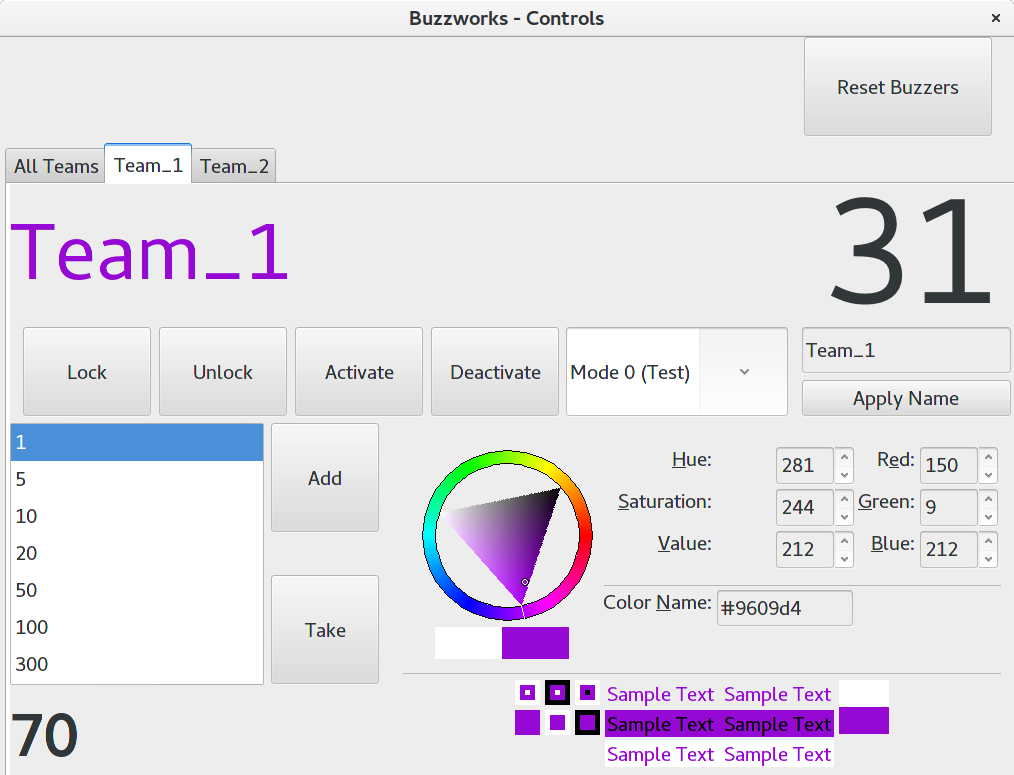 Buzzworks - Controls ×
Reset Buzzers
All Teams Team_1 Team_2
Team_1 31
Lock Unlock Activate Deactivate Mode 0 (Test) Team_1
Apply Name
1
5
10
20
50
100
300
Add
Take
Hue: 281 Red: 150
Saturation: 244 Green: 9
Value: 212 Blue: 212
Color Name: #9609d4
Sample Text Sample Text
Sample Text Sample Text
Sample Text Sample Text
70